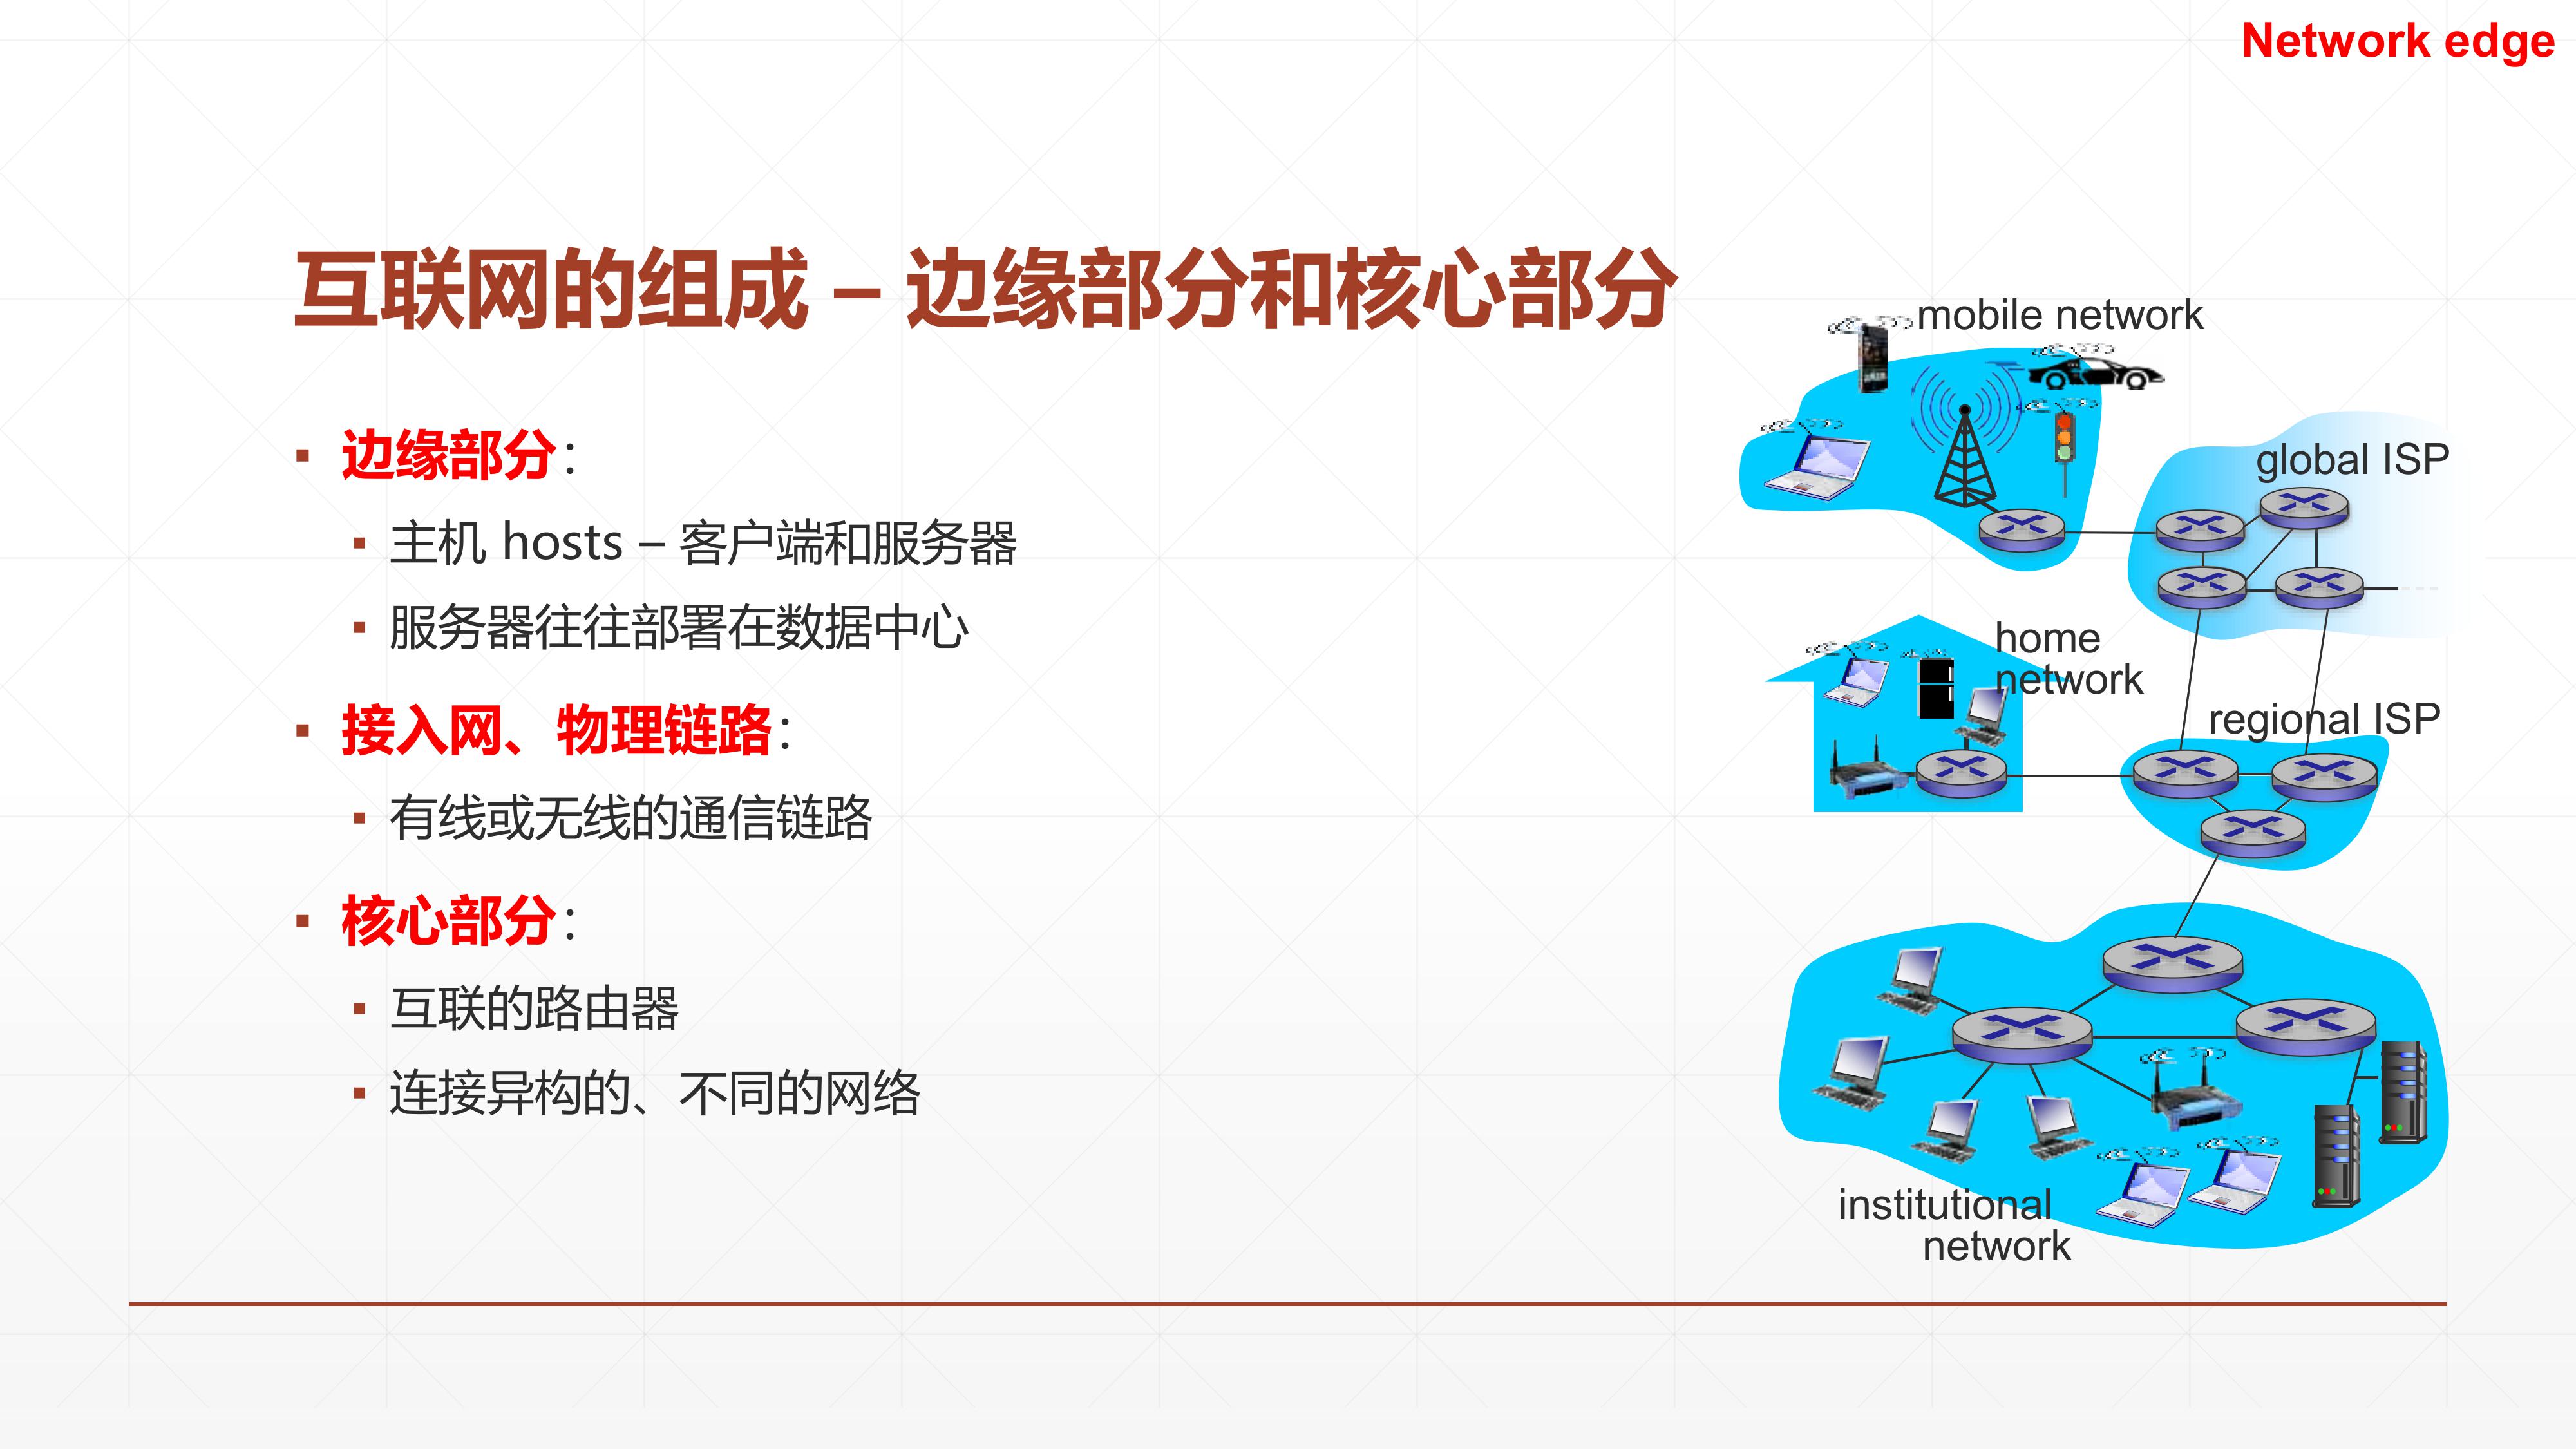 Network edge
互联网的组成 – 边缘部分和核心部分
▪ 边缘部分：
▪ 主机 hosts – 客户端和服务器
▪ 服务器往往部署在数据中心
▪ 接入网、物理链路：
▪ 有线或无线的通信链路
▪ 核心部分：
▪ 互联的路由器
▪ 连接异构的、不同的网络
mobile network
global ISP
home
network
regional ISP
institutional
network